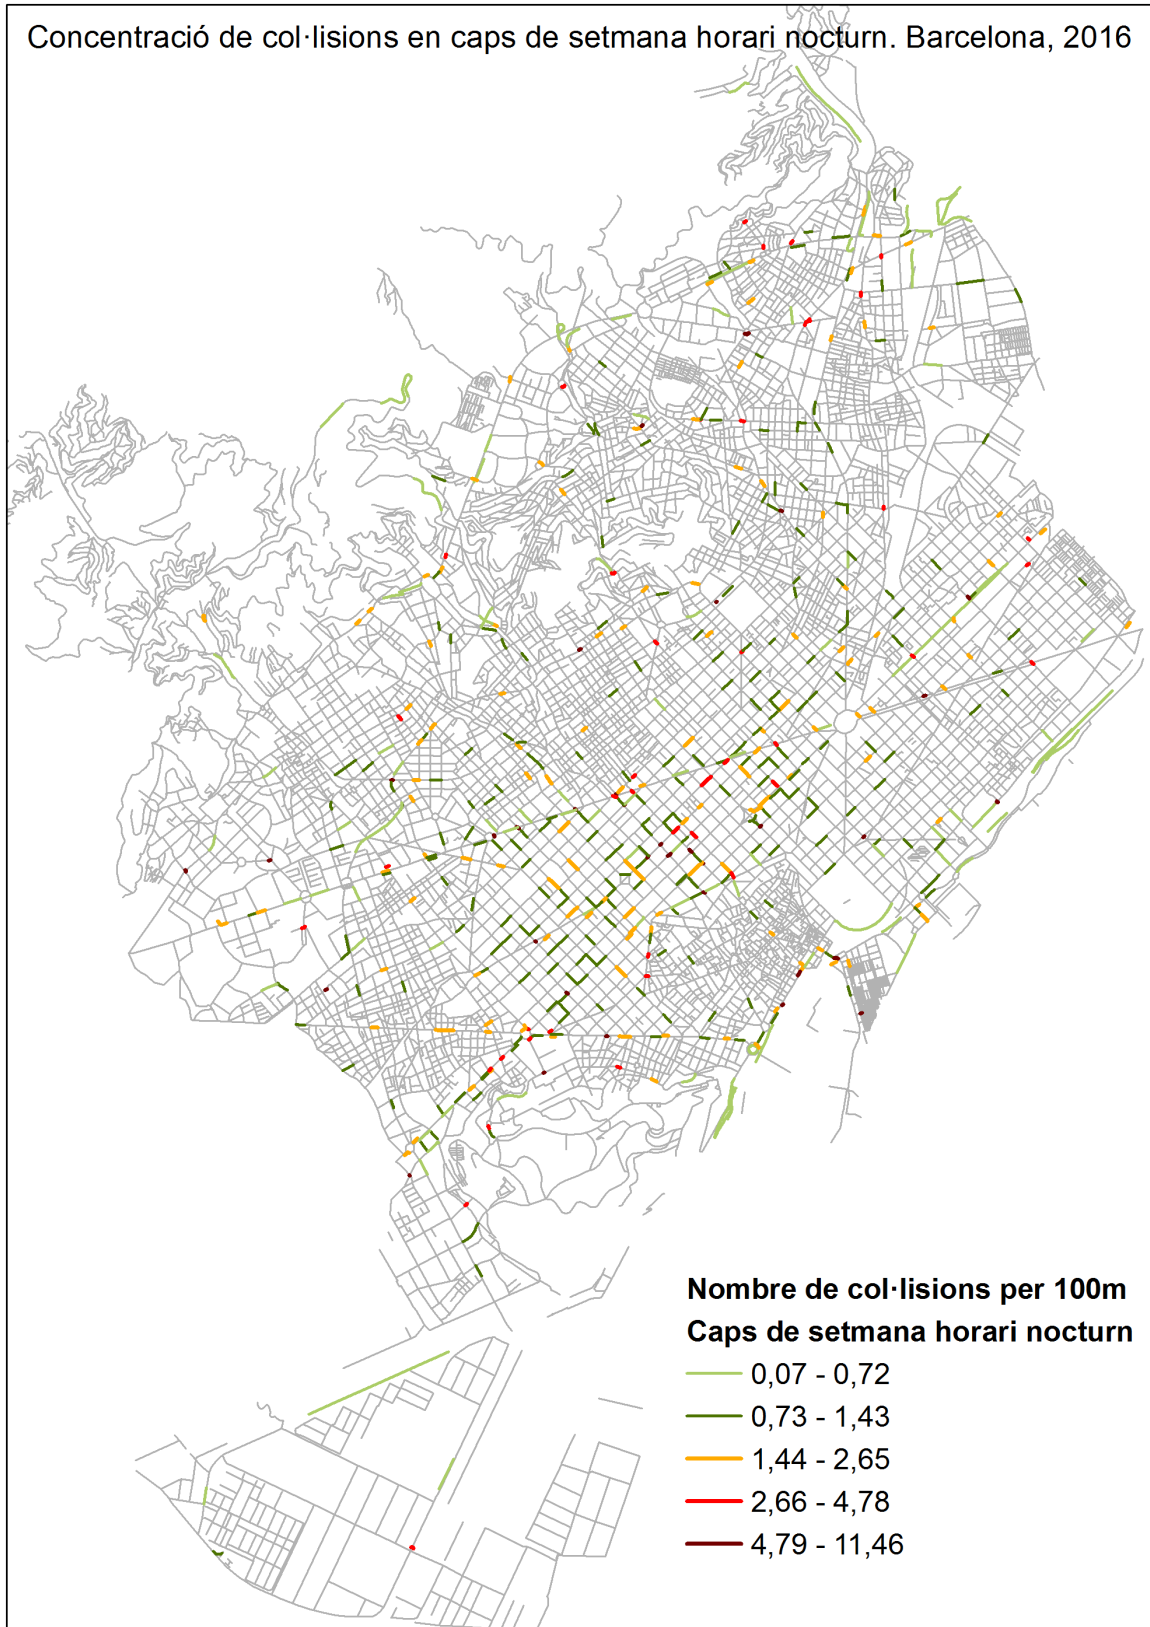 Concentració de col·lisions en caps de setmana horari nocturn. Barcelona, 2016
Nombre de col·lisions per 100m
Caps de setmana horari nocturn
0,07 - 0,72
0,73 - 1,43
1,44 - 2,65
2,66 - 4,78
4,79 - 11,46